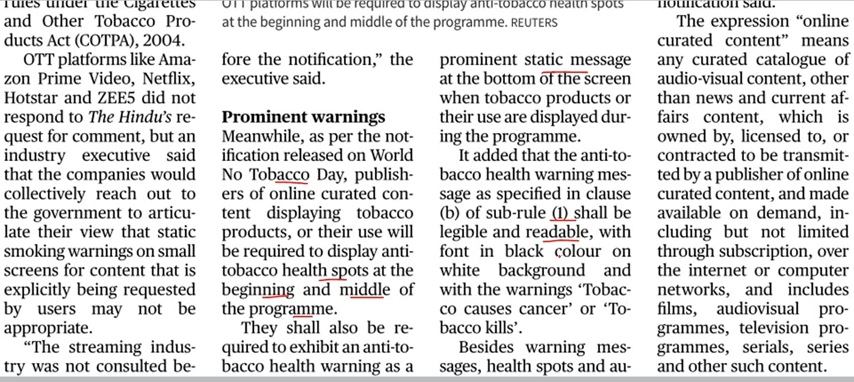 rules under the Cigarettes
and Other Tobacco Pro-
ducts Act (COTPA), 2004.
OTT platforms like Ama-
zon Prime Video, Netflix,
Hotstar and ZEE5 did not
respond to The Hindu's re-
quest for comment, but an
industry executive said
that the companies would
collectively reach out to
the government to articu-
late their view that static
smoking warnings on small
screens for content that is
explicitly being requested
by users may not be
appropriate.
"The streaming indus-
try was not consulted be-
OTT platforms will be required to display anti-tobacco health spots
at the beginning and middle of the programme. REUTERS
fore the notification," the
executive said.
Prominent warnings
Meanwhile, as per the not-
ification released on World
No Tobacco Day, publish-
ers of online curated con-
tent displaying tobacco
products, or their use will
be required to display anti-
tobacco health spots at the
beginning and middle of
the programme.
They shall also be re-
quired to exhibit an anti-to-
bacco health warning as a
prominent static message
at the bottom of the screen
when tobacco products or
their use are displayed dur-
ing the programme.
It added that the anti-to-
bacco health warning mes-
sage as specified in clause
(b) of sub-rule (1) shall be
legible and readable, with
font in black colour on
white background and
with the warnings 'Tobac-
co causes cancer' or 'To-
bacco kills'.
Besides warning mes-
sages, health spots and au-
notification said.
The expression "online
curated content" means
any curated catalogue of
audio-visual content, other
than news and current af-
fairs content, which is
owned by, licensed to, or
contracted to be transmit-
ted by a publisher of online
curated content, and made
available on demand, in-
cluding but not limited
through subscription, over
the internet or computer
networks, and includes
films, audiovisual pro-
grammes, television pro-
grammes, serials, series
and other such content.